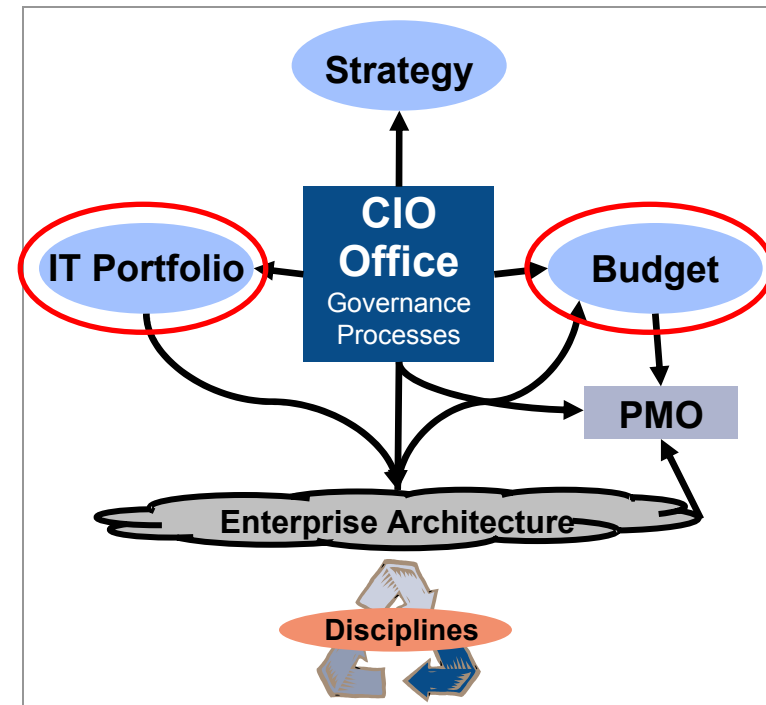 Strategy
CIO
Office
Governance
Processes
IT Portfolio
Budget
PMO
Enterprise Architecture
Disciplines